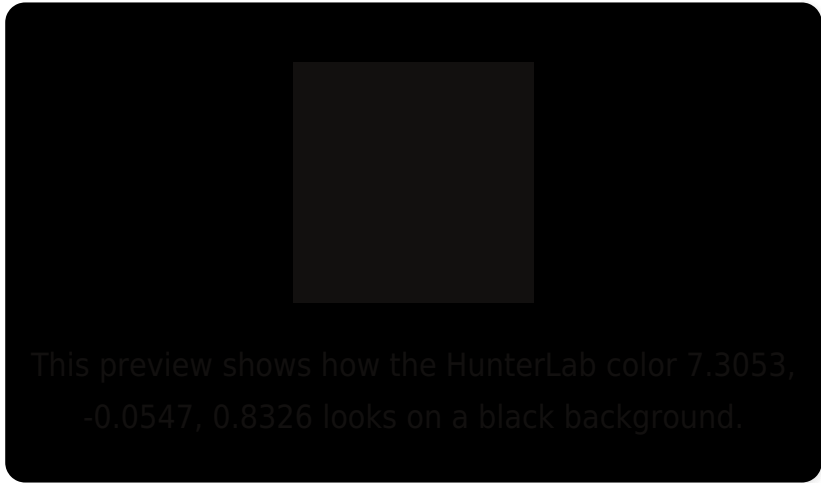 This preview shows how the HunterLab color 7.3053,
-0.0547, 0.8326 looks on a black background.